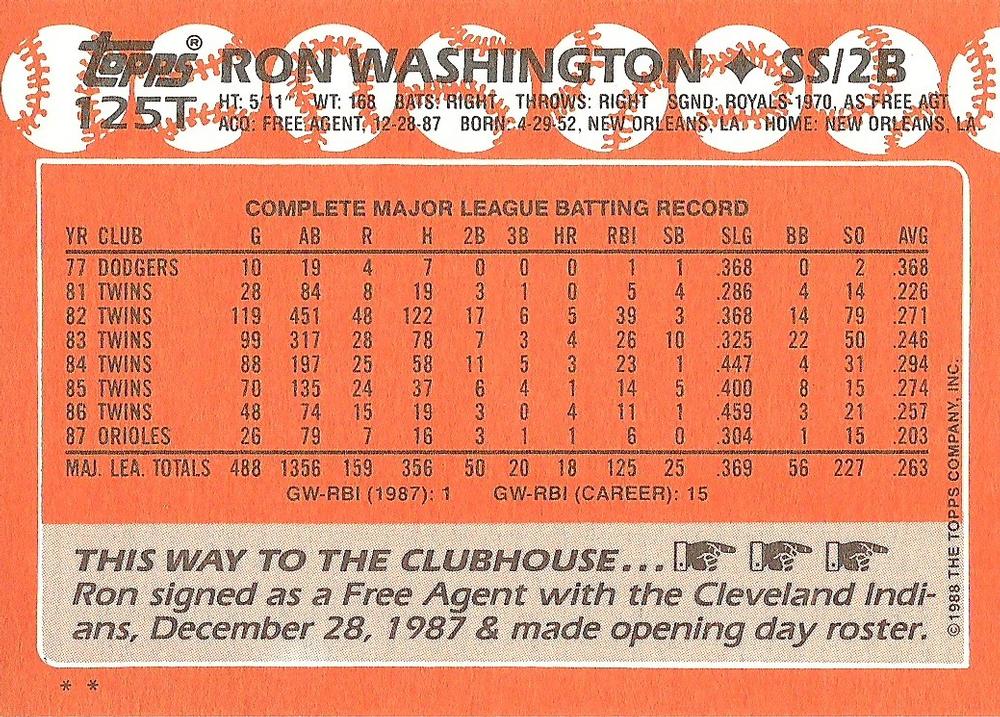 Topps® RON WASHINGTON ✦ SS/2B
125T HT: 5'11" WT: 168 BATS: RIGHT THROWS: RIGHT SGND: ROYALS-1970, AS FREE AGT
ACQ: FREE AGENT, 12-28-87 BORN: 4-29-52, NEW ORLEANS, LA. HOME: NEW ORLEANS, LA
COMPLETE MAJOR LEAGUE BATTING RECORD
YR CLUB G AB R H 2B 3B HR RBI SB SLG BB SO AVG
77 DODGERS 10 19 4 7 0 0 0 1 1 .368 0 2 .368
81 TWINS 28 84 8 19 3 1 0 5 4 .286 4 14 .226
82 TWINS 119 451 48 122 17 6 5 39 3 .368 14 79 .271
83 TWINS 99 317 28 78 7 3 4 26 10 .325 22 50 .246
84 TWINS 88 197 25 58 11 5 3 23 1 .447 4 31 .294
85 TWINS 70 135 24 37 6 4 1 14 5 .400 8 15 .274
86 TWINS 48 74 15 19 3 0 4 11 1 .459 3 21 .257
87 ORIOLES 26 79 7 16 3 1 1 6 0 .304 1 15 .203
MAJ. LEA. TOTALS 488 1356 159 356 50 20 18 125 25 .369 56 227 .263
GW-RBI (1987): 1 GW-RBI (CAREER): 15
THIS WAY TO THE CLUBHOUSE...
Ron signed as a Free Agent with the Cleveland Indi-
ans, December 28, 1987 & made opening day roster.
©1988 THE TOPPS COMPANY, INC.
* *